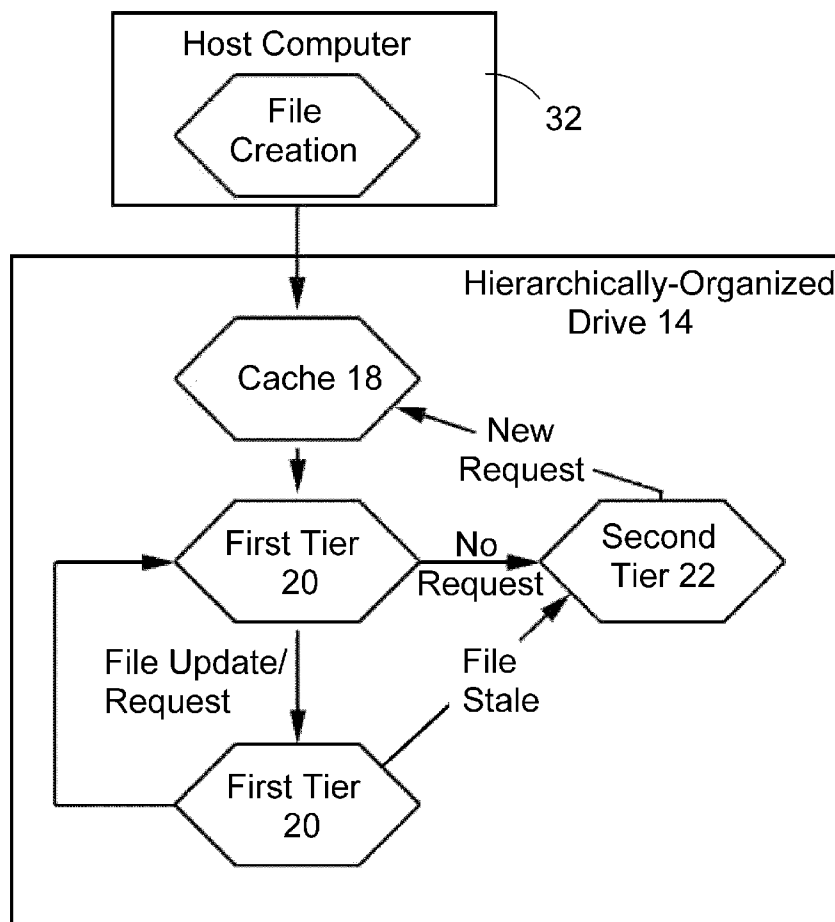 Host Computer
File
Creation
32
Hierarchically-Organized
Drive 14
Cache 18
New
Request
First Tier
20
No
Request
Second
Tier 22
File Update/
Request
File
Stale
First Tier
20